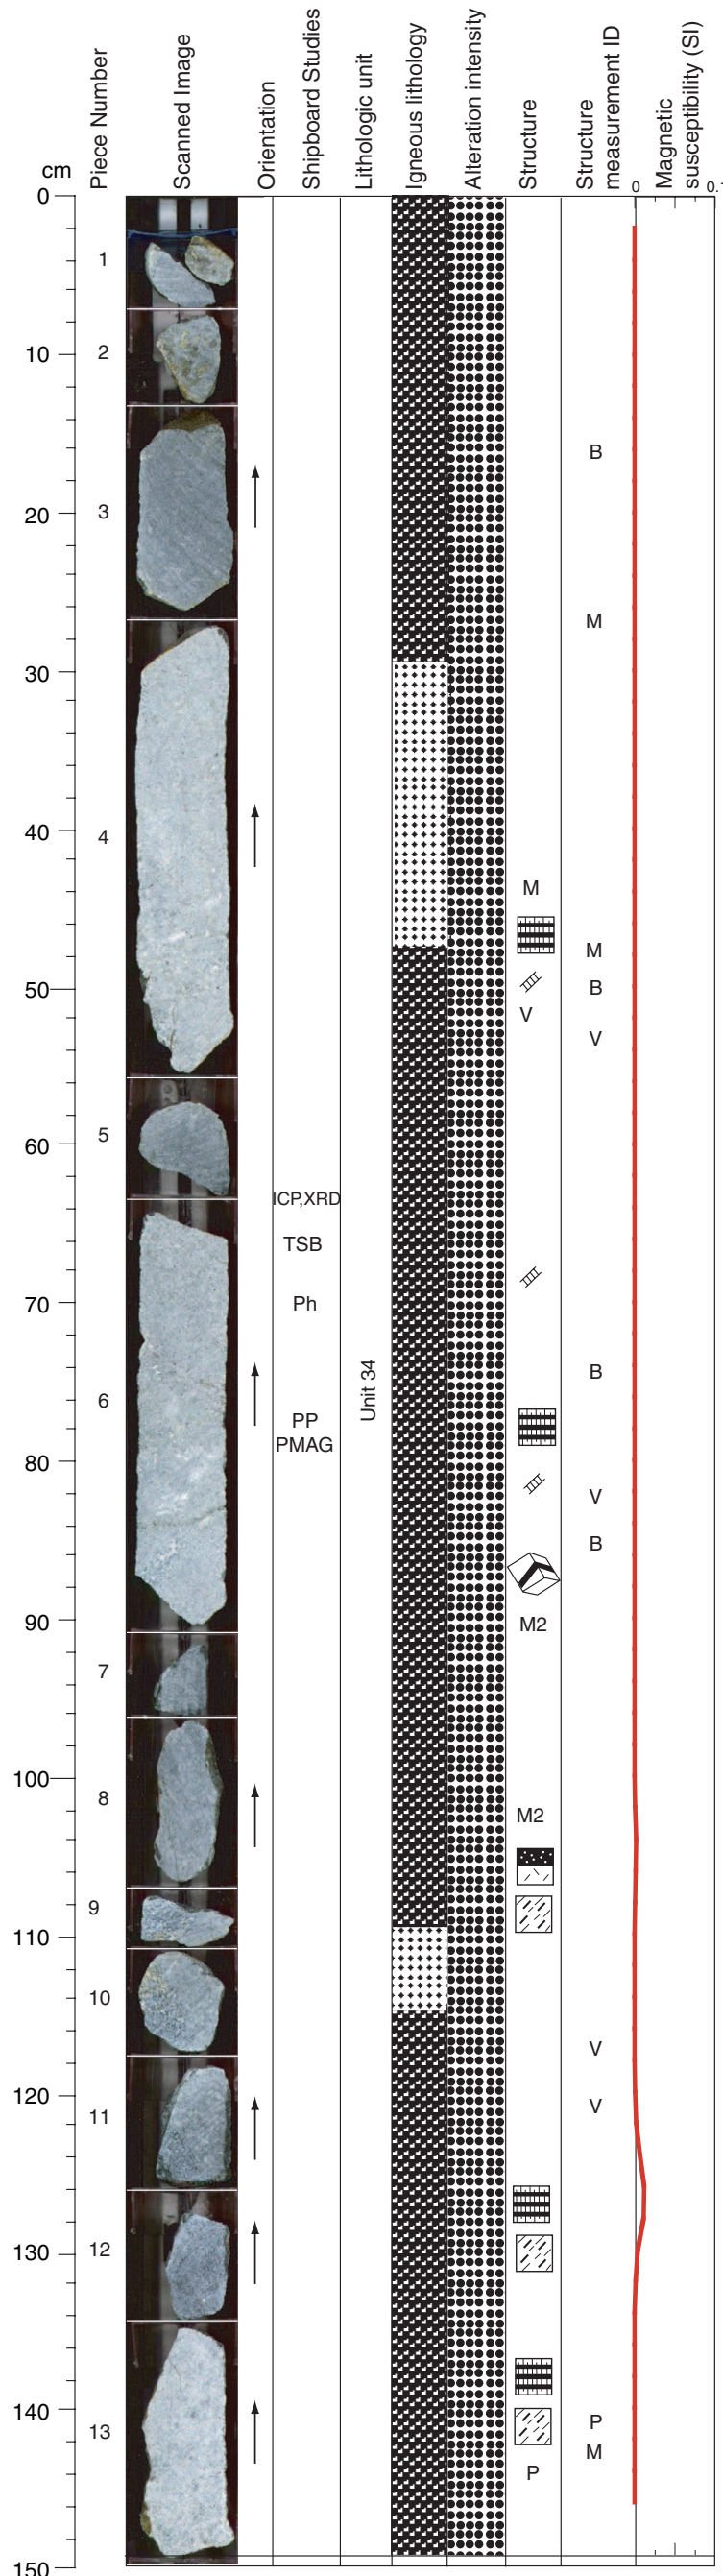 cm
Piece Number
Scanned Image
Orientation
Shipboard Studies
Lithologic unit
Igneous lithology
Alteration intensity
Structure
Structure
measurement ID
Magnetic
susceptibility (SI)
0 0.
0
1
2
10
B
3
20
M
30
4
40
M
M
50
B
V
V
5
60
ICP,XRD
TSB
70
Ph
Unit 34
B
6
PP
PMAG
80
V
B
90
M2
7
100
8
M2
9
110
10
V
120
V
11
12
130
140
P
13
M
P
150